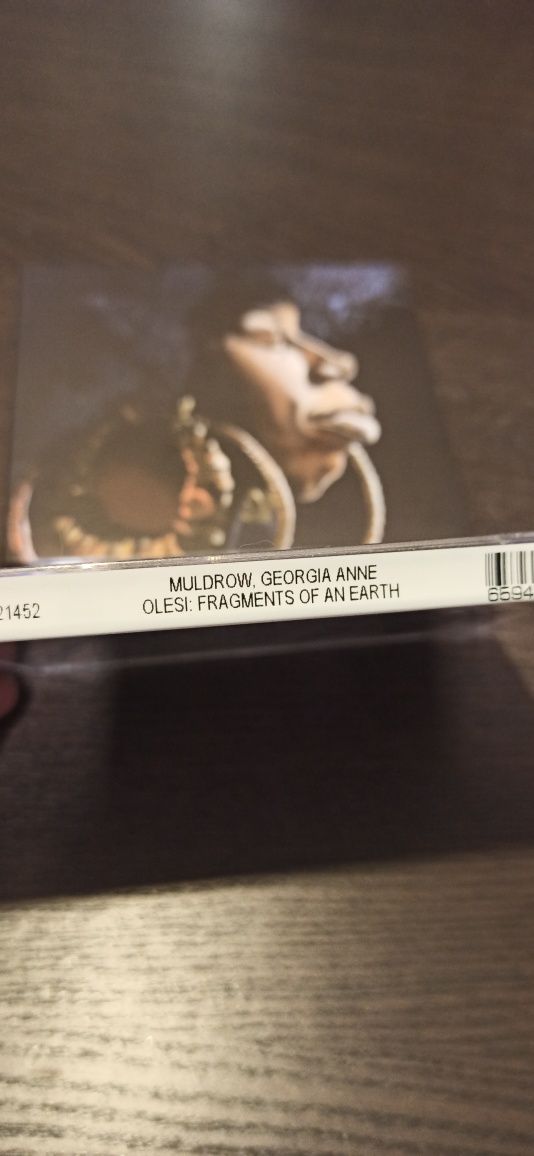 MULDROW, GEORGIA ANNE
OLESI: FRAGMENTS OF AN EARTH
21452
6594